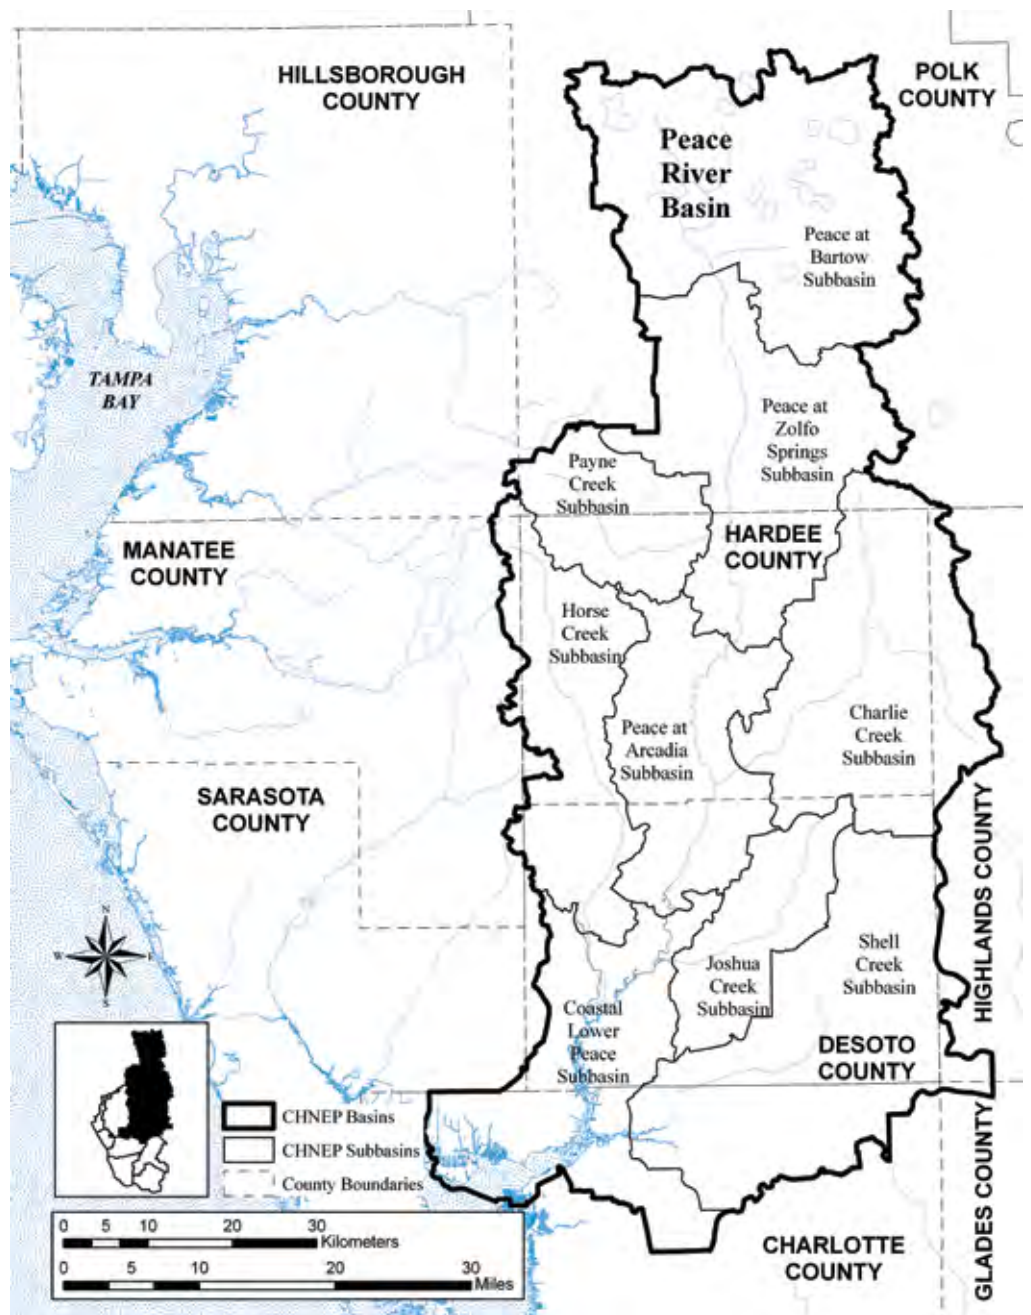 HILLSBOROUGH
COUNTY
POLK
COUNTY
Peace
River
Basin
Peace at
Bartow
Subbasin
TAMPA
BAY
Peace at
Zolfo
Springs
Subbasin
Payne
Creek
Subbasin
MANATEE
COUNTY
HARDEE
COUNTY
Horse
Creek
Subbasin
Peace at
Arcadia
Subbasin
Charlie
Creek
Subbasin
SARASOTA
COUNTY
HIGHLANDS COUNTY
Joshua
Creek
Subbasin
Shell
Creek
Subbasin
Coastal
Lower
Peace
Subbasin
DESOTO
COUNTY
N
W
E
S
CHNEP Basins
CHNEP Subbasins
County Boundaries
GLADES COUNTY
CHARLOTTE
COUNTY
0 5 10 20 30
Kilometers
0 5 10 20 30
Miles